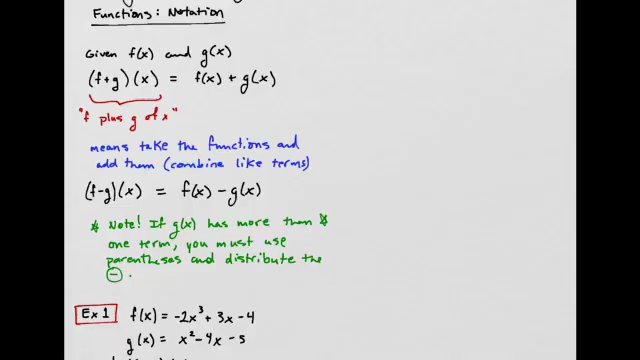 Functions: Notation
Given f(x) and g(x)
(f+g)(x) = f(x) + g(x)
"f plus g of x"
means take the functions and
add them (combine like terms)
(f-g)(x) = f(x) - g(x)
* Note! If g(x) has more than *
one term, you must use
parentheses and distribute the
⊖.
Ex 1 f(x) = -2x³ + 3x - 4
g(x) = x² - 4x - 5